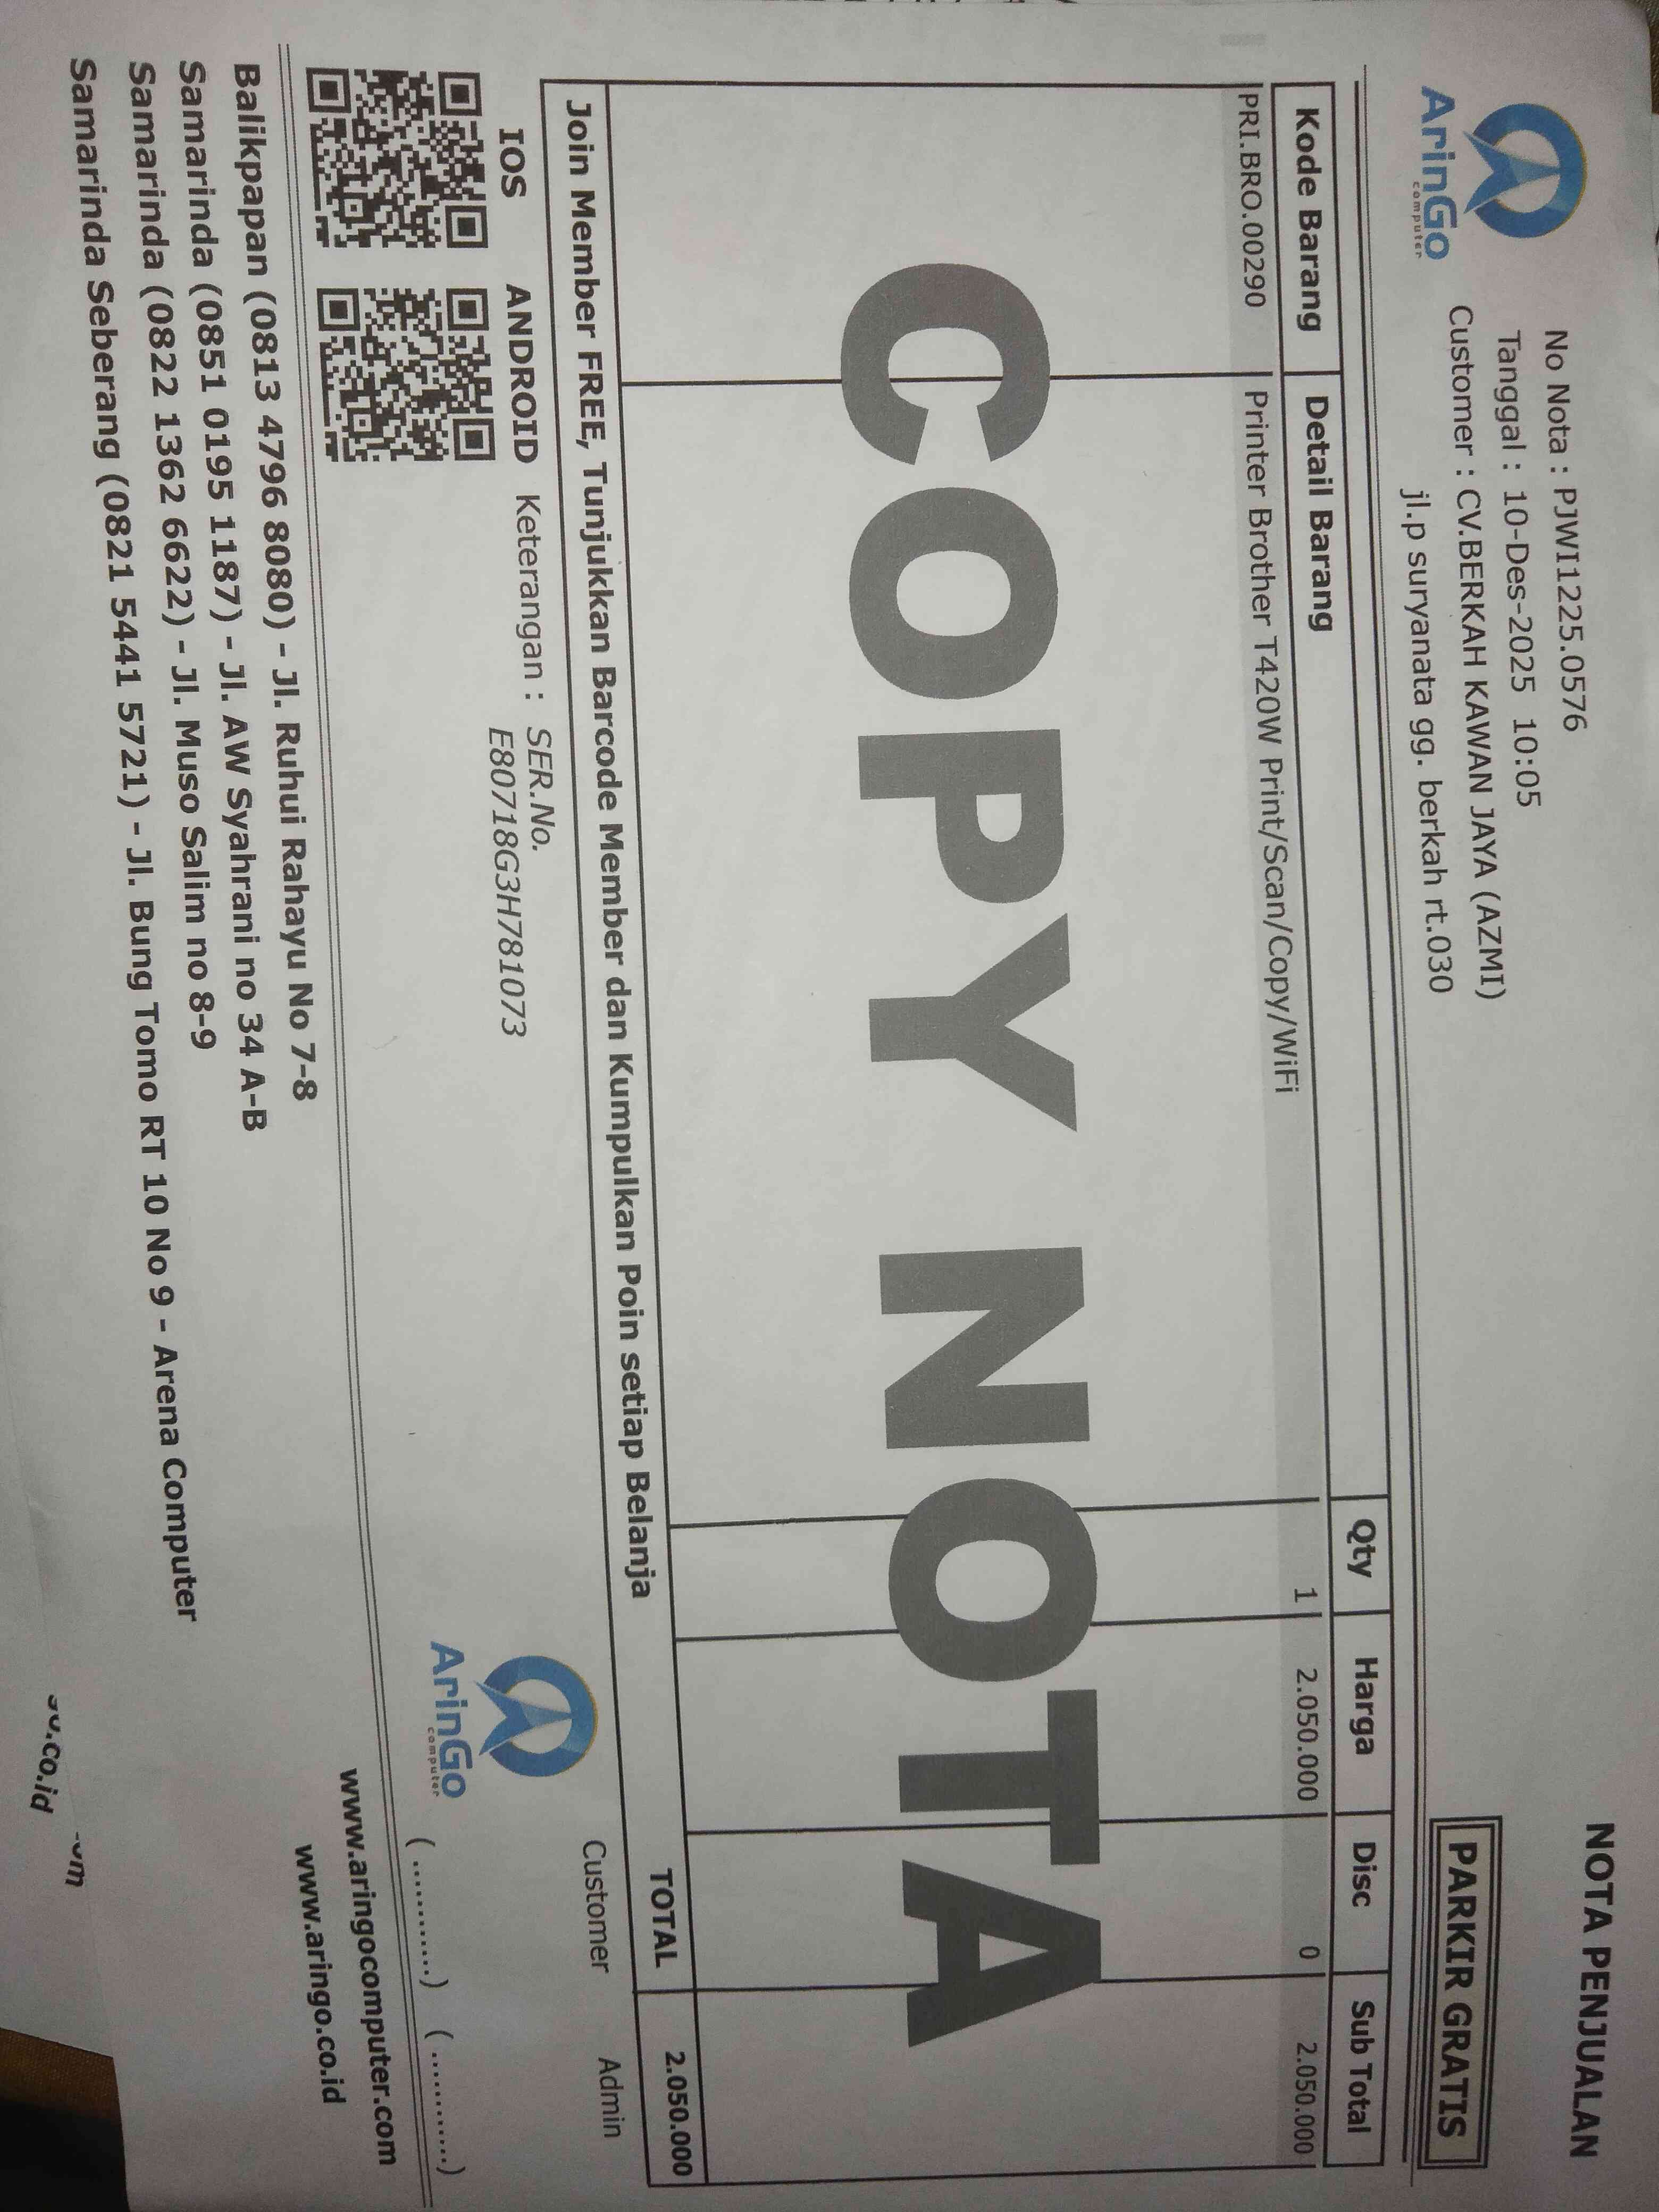 ArinGo
computer
NOTA PENJUALAN
No Nota : PJWI1225.0576
Tanggal : 10-Des-2025 10:05
Customer : CV.BERKAH KAWAN JAYA (AZMI)
jl.p suryanata gg. berkah rt.030
PARKIR GRATIS
Kode Barang Detail Barang Qty Harga Disc Sub Total
PRI.BRO.00290 Printer Brother T420W Print/Scan/Copy/WiFi 1 2.050.000 0 2.050.000
COPY NOTA
Join Member FREE, Tunjukkan Barcode Member dan Kumpulkan Poin setiap Belanja TOTAL 2.050.000
IOS ANDROID Keterangan : SER.No.
E80718G3H781073
Customer Admin
ArinGo
computer
(...........) (............)
Balikpapan (0813 4796 8080) - Jl. Ruhui Rahayu No 7-8
Samarinda (0851 0195 1187) - Jl. AW Syahrani no 34 A-B
Samarinda (0822 1362 6622) - Jl. Muso Salim no 8-9
Samarinda Seberang (0821 5441 5721) - Jl. Bung Tomo RT 10 No 9 - Arena Computer
www.aringocomputer.com
www.aringo.co.id
.co.id